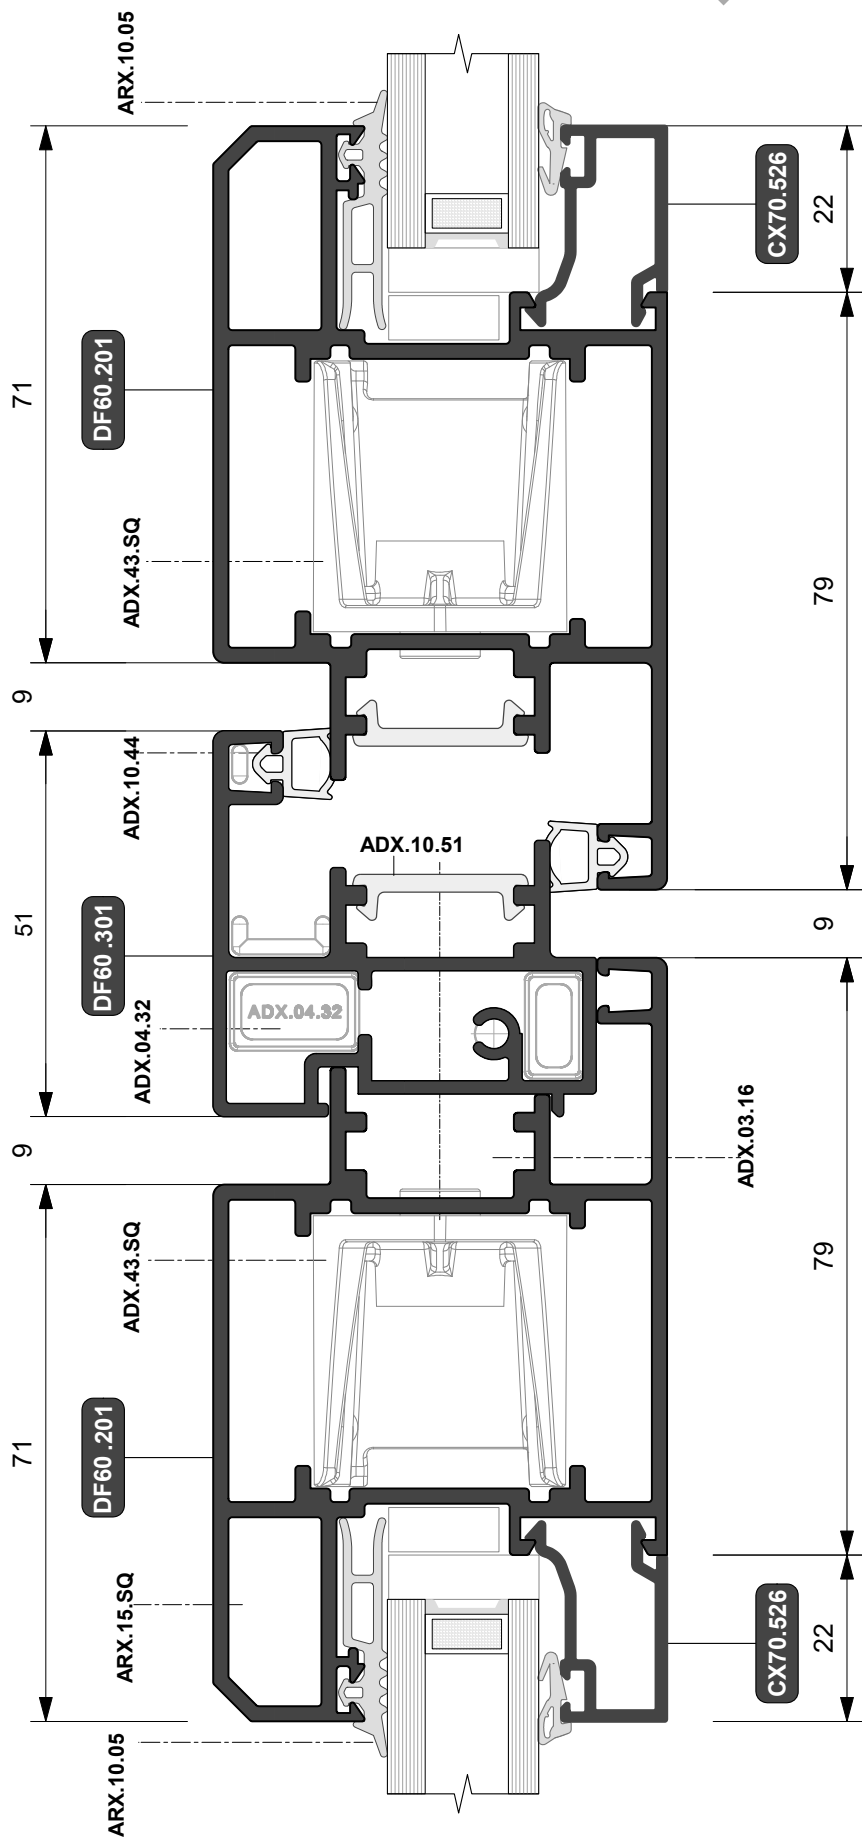 ARX.10.05
CX70.526
22
71
DF60.201
79
ADX.43.SQ
9
ADX.10.44
ADX.10.51
51
DF60 .301
9
ADX.04.32
ADX.04.32
9
ADX.03.16
ADX.43.SQ
79
71
DF60 .201
ARX.15.SQ
CX70.526
22
ARX.10.05